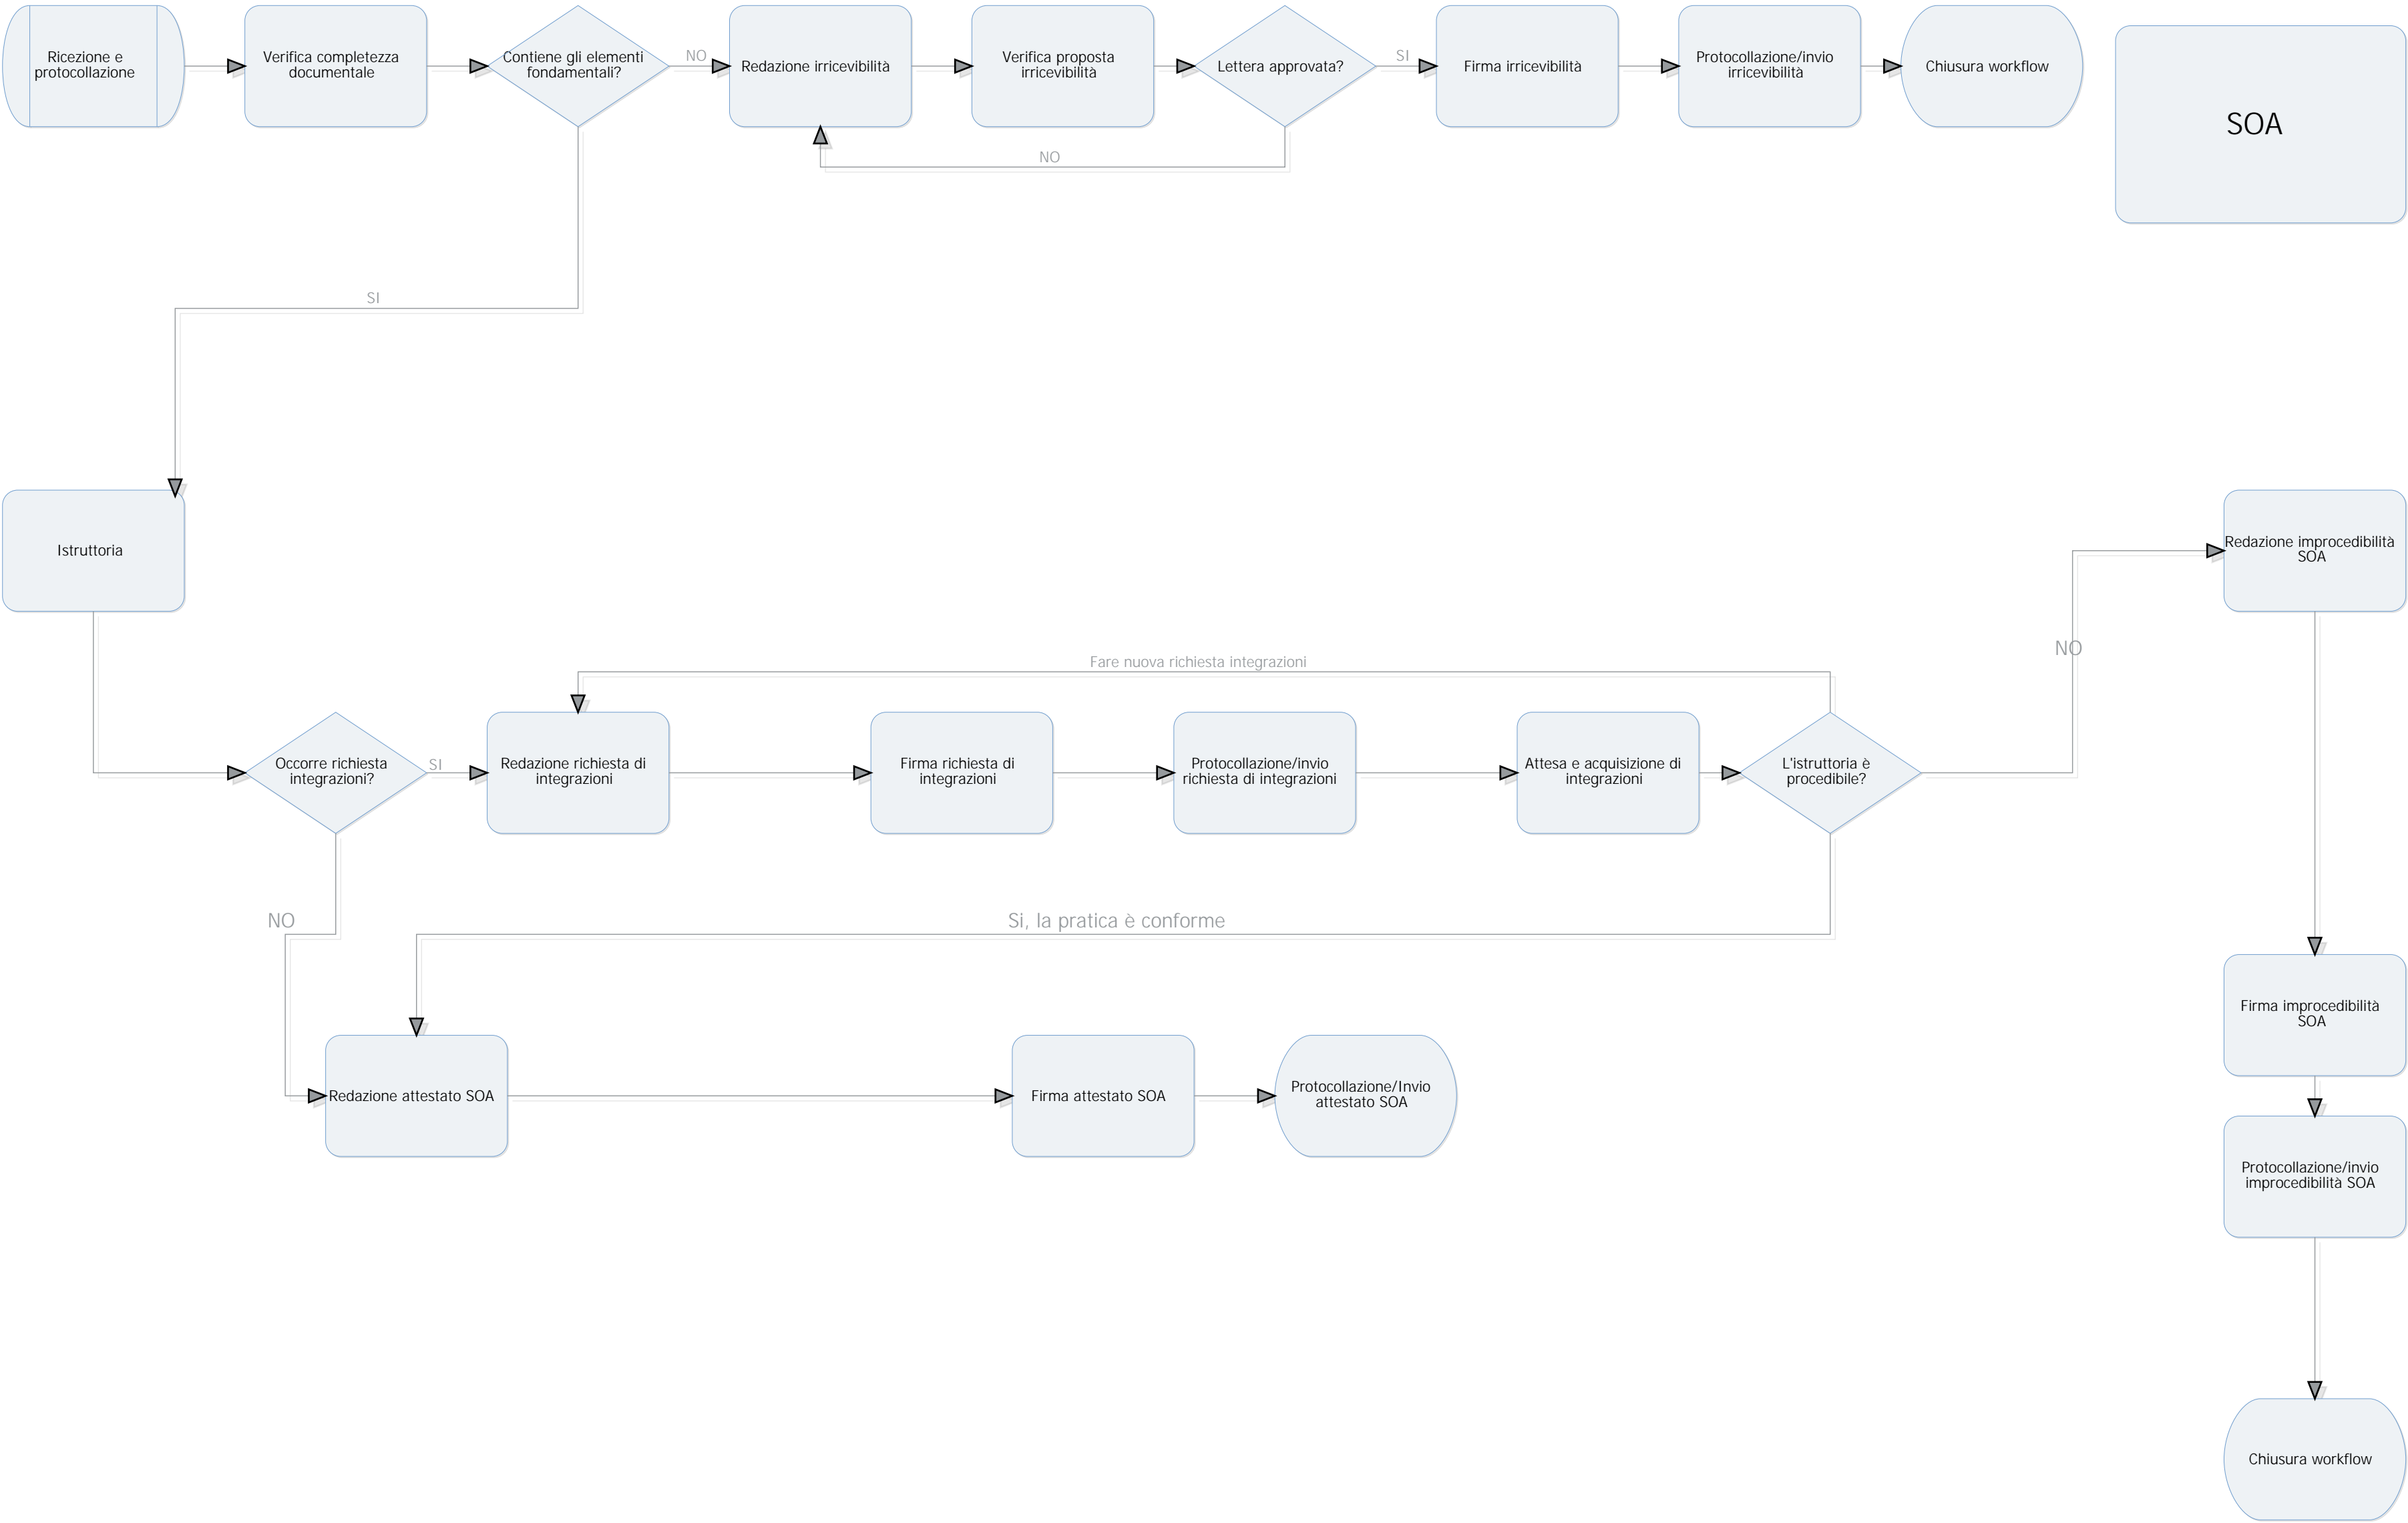 Ricezione e
protocollazione
Verifica completezza
documentale
Contiene gli elementi
fondamentali?
NO
Redazione irricevibilità
Verifica proposta
irricevibilità
Lettera approvata?
SI
Firma irricevibilità
Protocollazione/invio
irricevibilità
Chiusura workflow
SOA
NO
SI
Istruttoria
Redazione improcedibilità
SOA
NO
Fare nuova richiesta integrazioni
Occorre richiesta
integrazioni?
SI
Redazione richiesta di
integrazioni
Firma richiesta di
integrazioni
Protocollazione/invio
richiesta di integrazioni
Attesa e acquisizione di
integrazioni
L'istruttoria è
procedibile?
NO
Si, la pratica è conforme
Firma improcedibilità
SOA
Redazione attestato SOA
Firma attestato SOA
Protocollazione/Invio
attestato SOA
Protocollazione/invio
improcedibilità SOA
Chiusura workflow